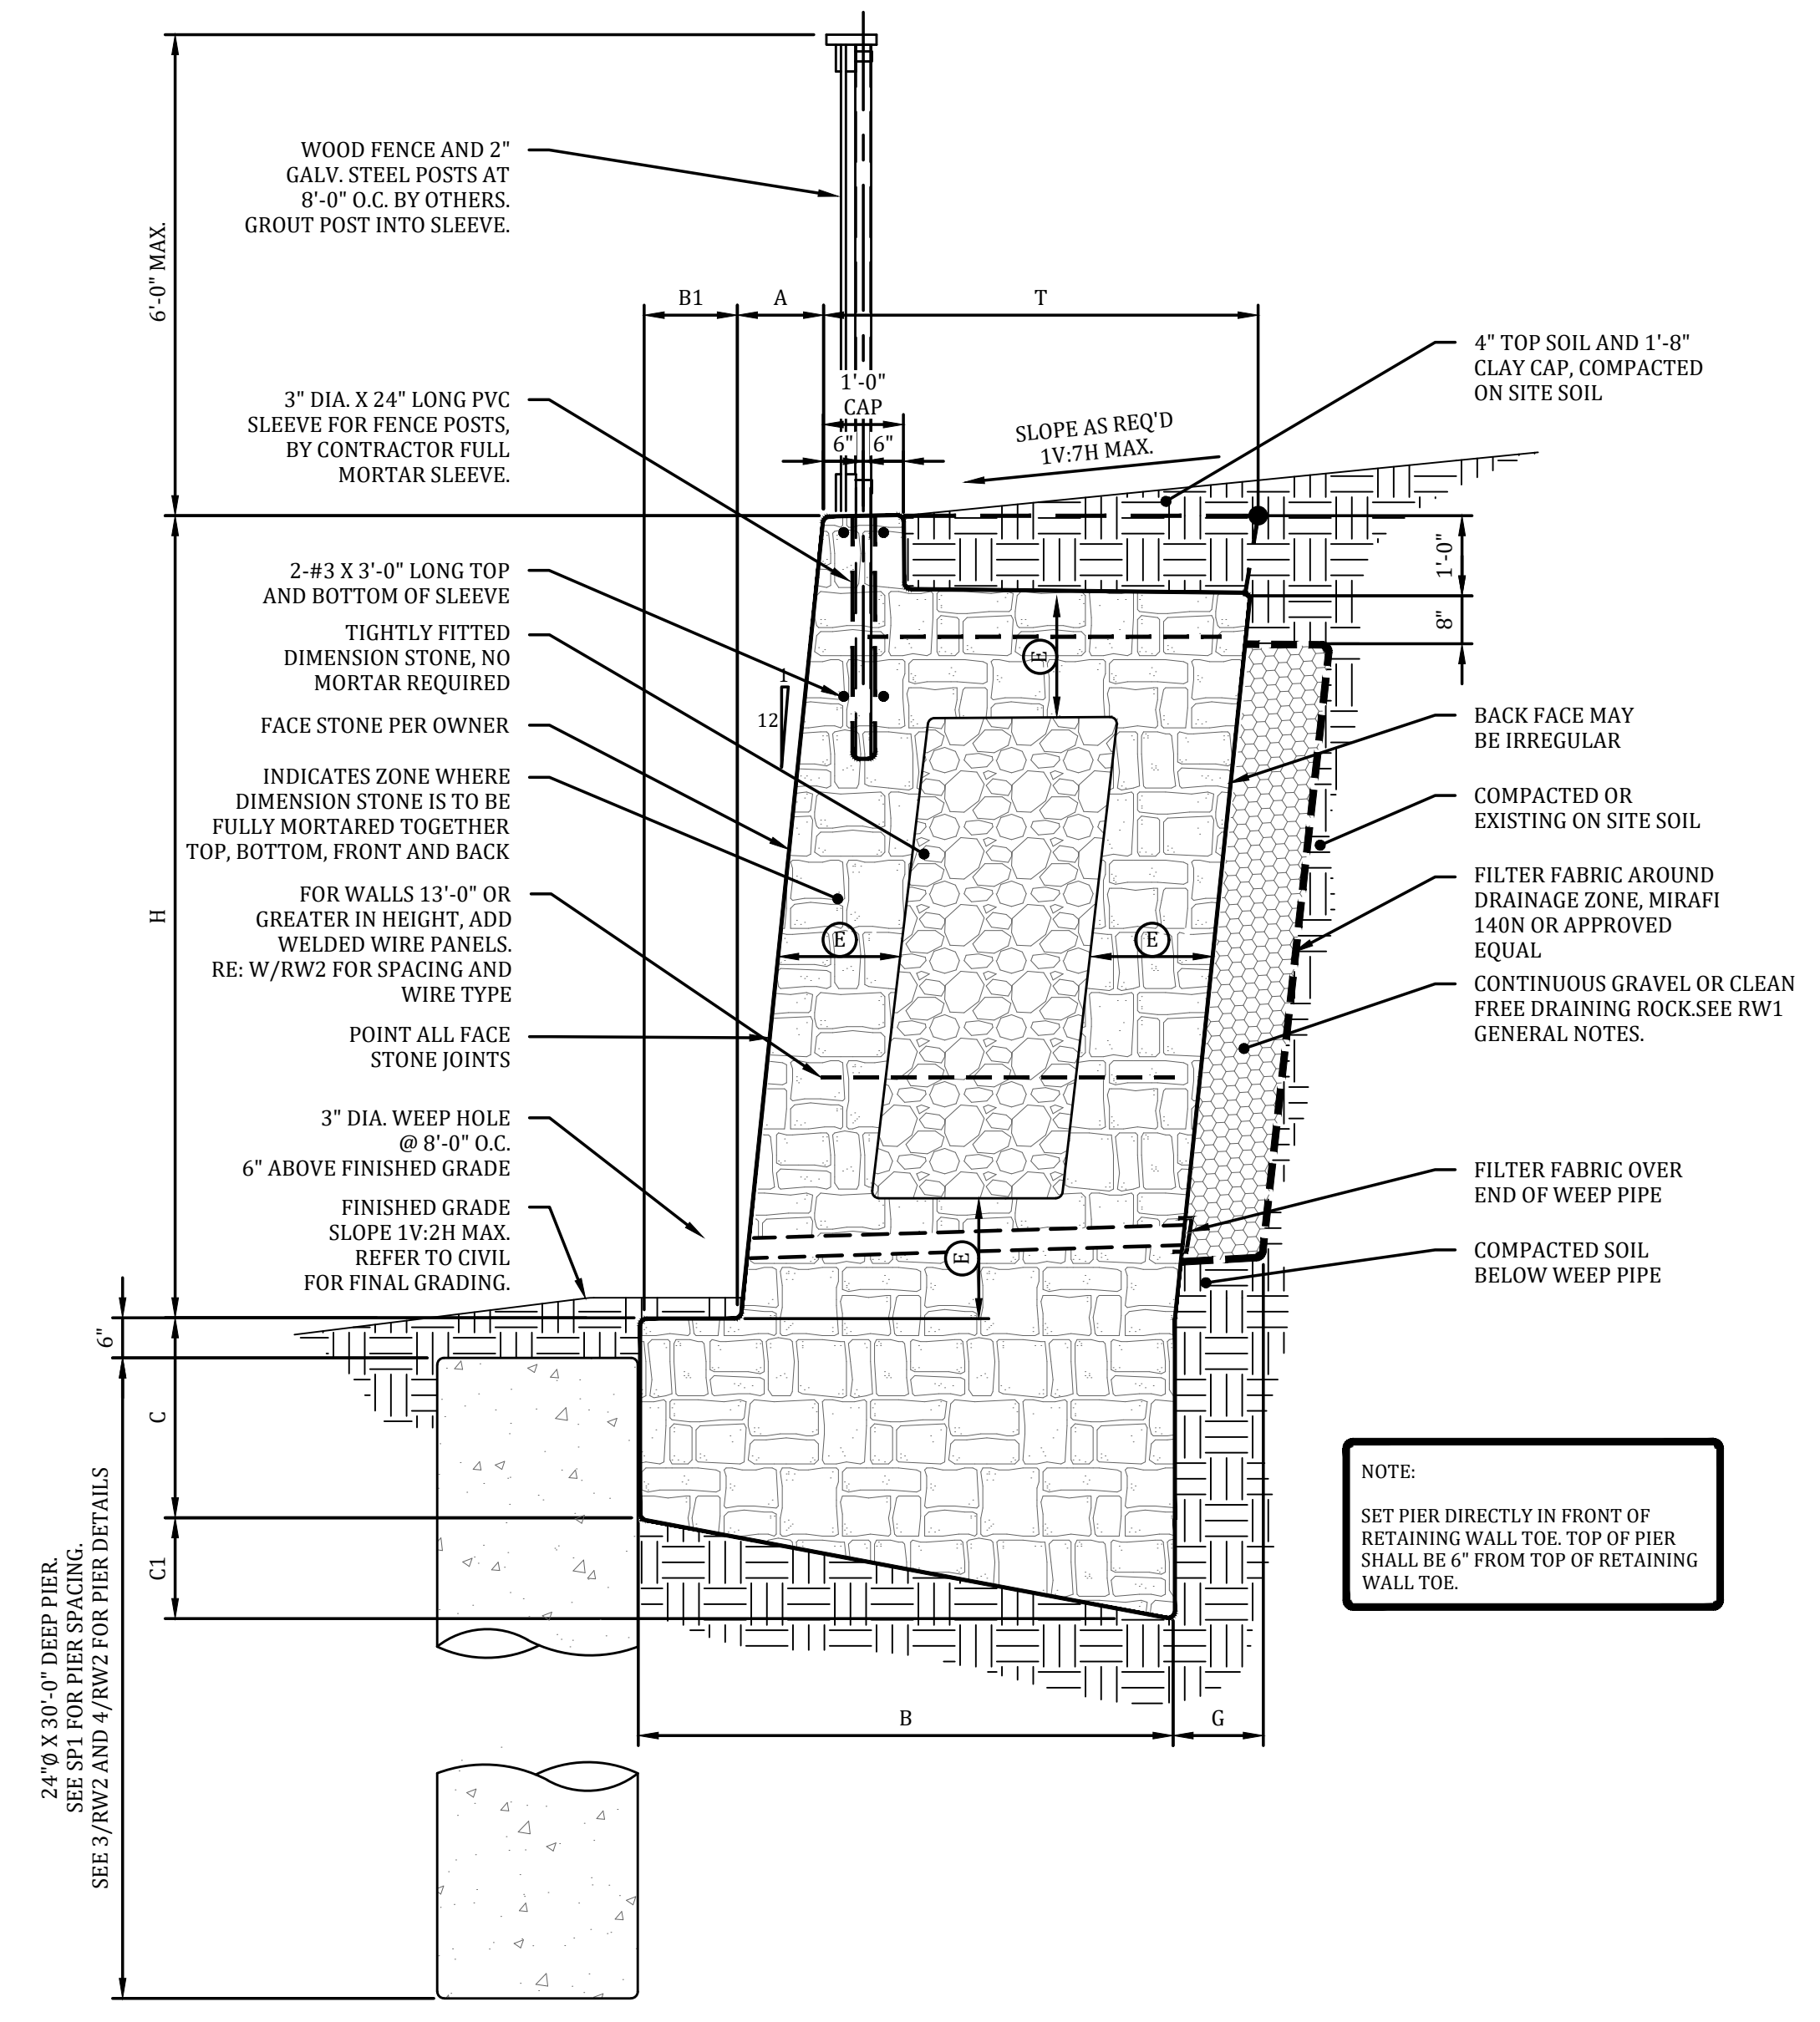 WOOD FENCE AND 2"
GALV. STEEL POSTS AT
8'-0" O.C. BY OTHERS.
GROUT POST INTO SLEEVE.
6'-0" MAX.
B1
A
T
1'-0"
CAP
6"
6"
SLOPE AS REQ'D
1V:7H MAX.
4" TOP SOIL AND 1'-8"
CLAY CAP, COMPACTED
ON SITE SOIL
3" DIA. X 24" LONG PVC
SLEEVE FOR FENCE POSTS,
BY CONTRACTOR FULL
MORTAR SLEEVE.
1'-0"
8"
2-#3 X 3'-0" LONG TOP
AND BOTTOM OF SLEEVE
TIGHTLY FITTED
DIMENSION STONE, NO
MORTAR REQUIRED
E
1
12
FACE STONE PER OWNER
INDICATES ZONE WHERE
DIMENSION STONE IS TO BE
FULLY MORTARED TOGETHER
TOP, BOTTOM, FRONT AND BACK
FOR WALLS 13'-0" OR
GREATER IN HEIGHT, ADD
WELDED WIRE PANELS.
RE: W/RW2 FOR SPACING AND
WIRE TYPE
H
E
E
BACK FACE MAY
BE IRREGULAR
COMPACTED OR
EXISTING ON SITE SOIL
FILTER FABRIC AROUND
DRAINAGE ZONE, MIRAFI
140N OR APPROVED
EQUAL
CONTINUOUS GRAVEL OR CLEAN
FREE DRAINING ROCK.SEE RW1
GENERAL NOTES.
POINT ALL FACE
STONE JOINTS
3" DIA. WEEP HOLE
@ 8'-0" O.C.
6" ABOVE FINISHED GRADE
FINISHED GRADE
SLOPE 1V:2H MAX.
REFER TO CIVIL
FOR FINAL GRADING.
E
FILTER FABRIC OVER
END OF WEEP PIPE
COMPACTED SOIL
BELOW WEEP PIPE
6"
C
C1
24"Ø X 30'-0" DEEP PIER.
SEE SP1 FOR PIER SPACING.
SEE 3/RW2 AND 4/RW2 FOR PIER DETAILS
B
G
NOTE:
SET PIER DIRECTLY IN FRONT OF
RETAINING WALL TOE. TOP OF PIER
SHALL BE 6" FROM TOP OF RETAINING
WALL TOE.